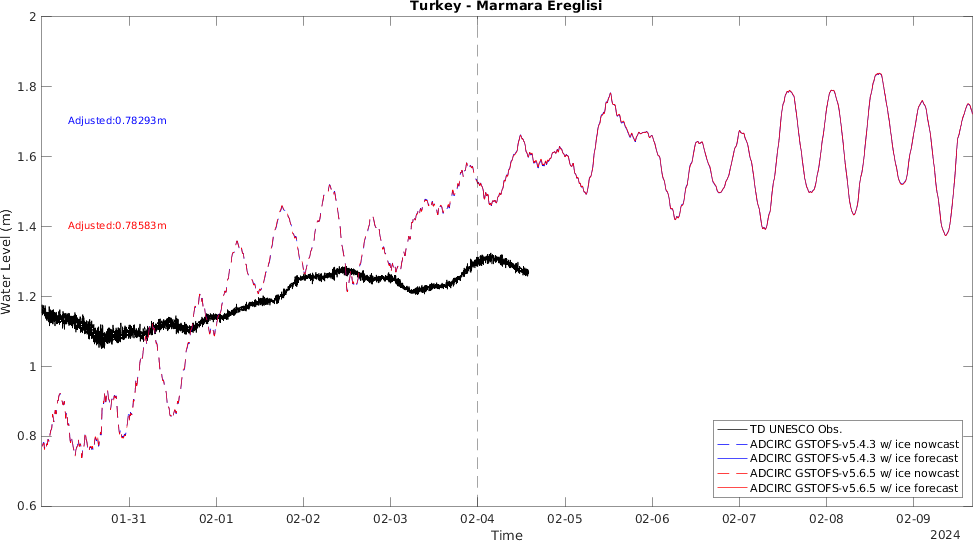 Turkey - Marmara Ereglisi
2
1.8
1.6
1.4
1.2
1
0.8
0.6
Water Level (m)
Adjusted:0.78293m
Adjusted:0.78583m
TD UNESCO Obs.
ADCIRC GSTOFS-v5.4.3 w/ ice nowcast
ADCIRC GSTOFS-v5.4.3 w/ ice forecast
ADCIRC GSTOFS-v5.6.5 w/ ice nowcast
ADCIRC GSTOFS-v5.6.5 w/ ice forecast
01-31 02-01 02-02 02-03 02-04 02-05 02-06 02-07 02-08 02-09
Time
2024